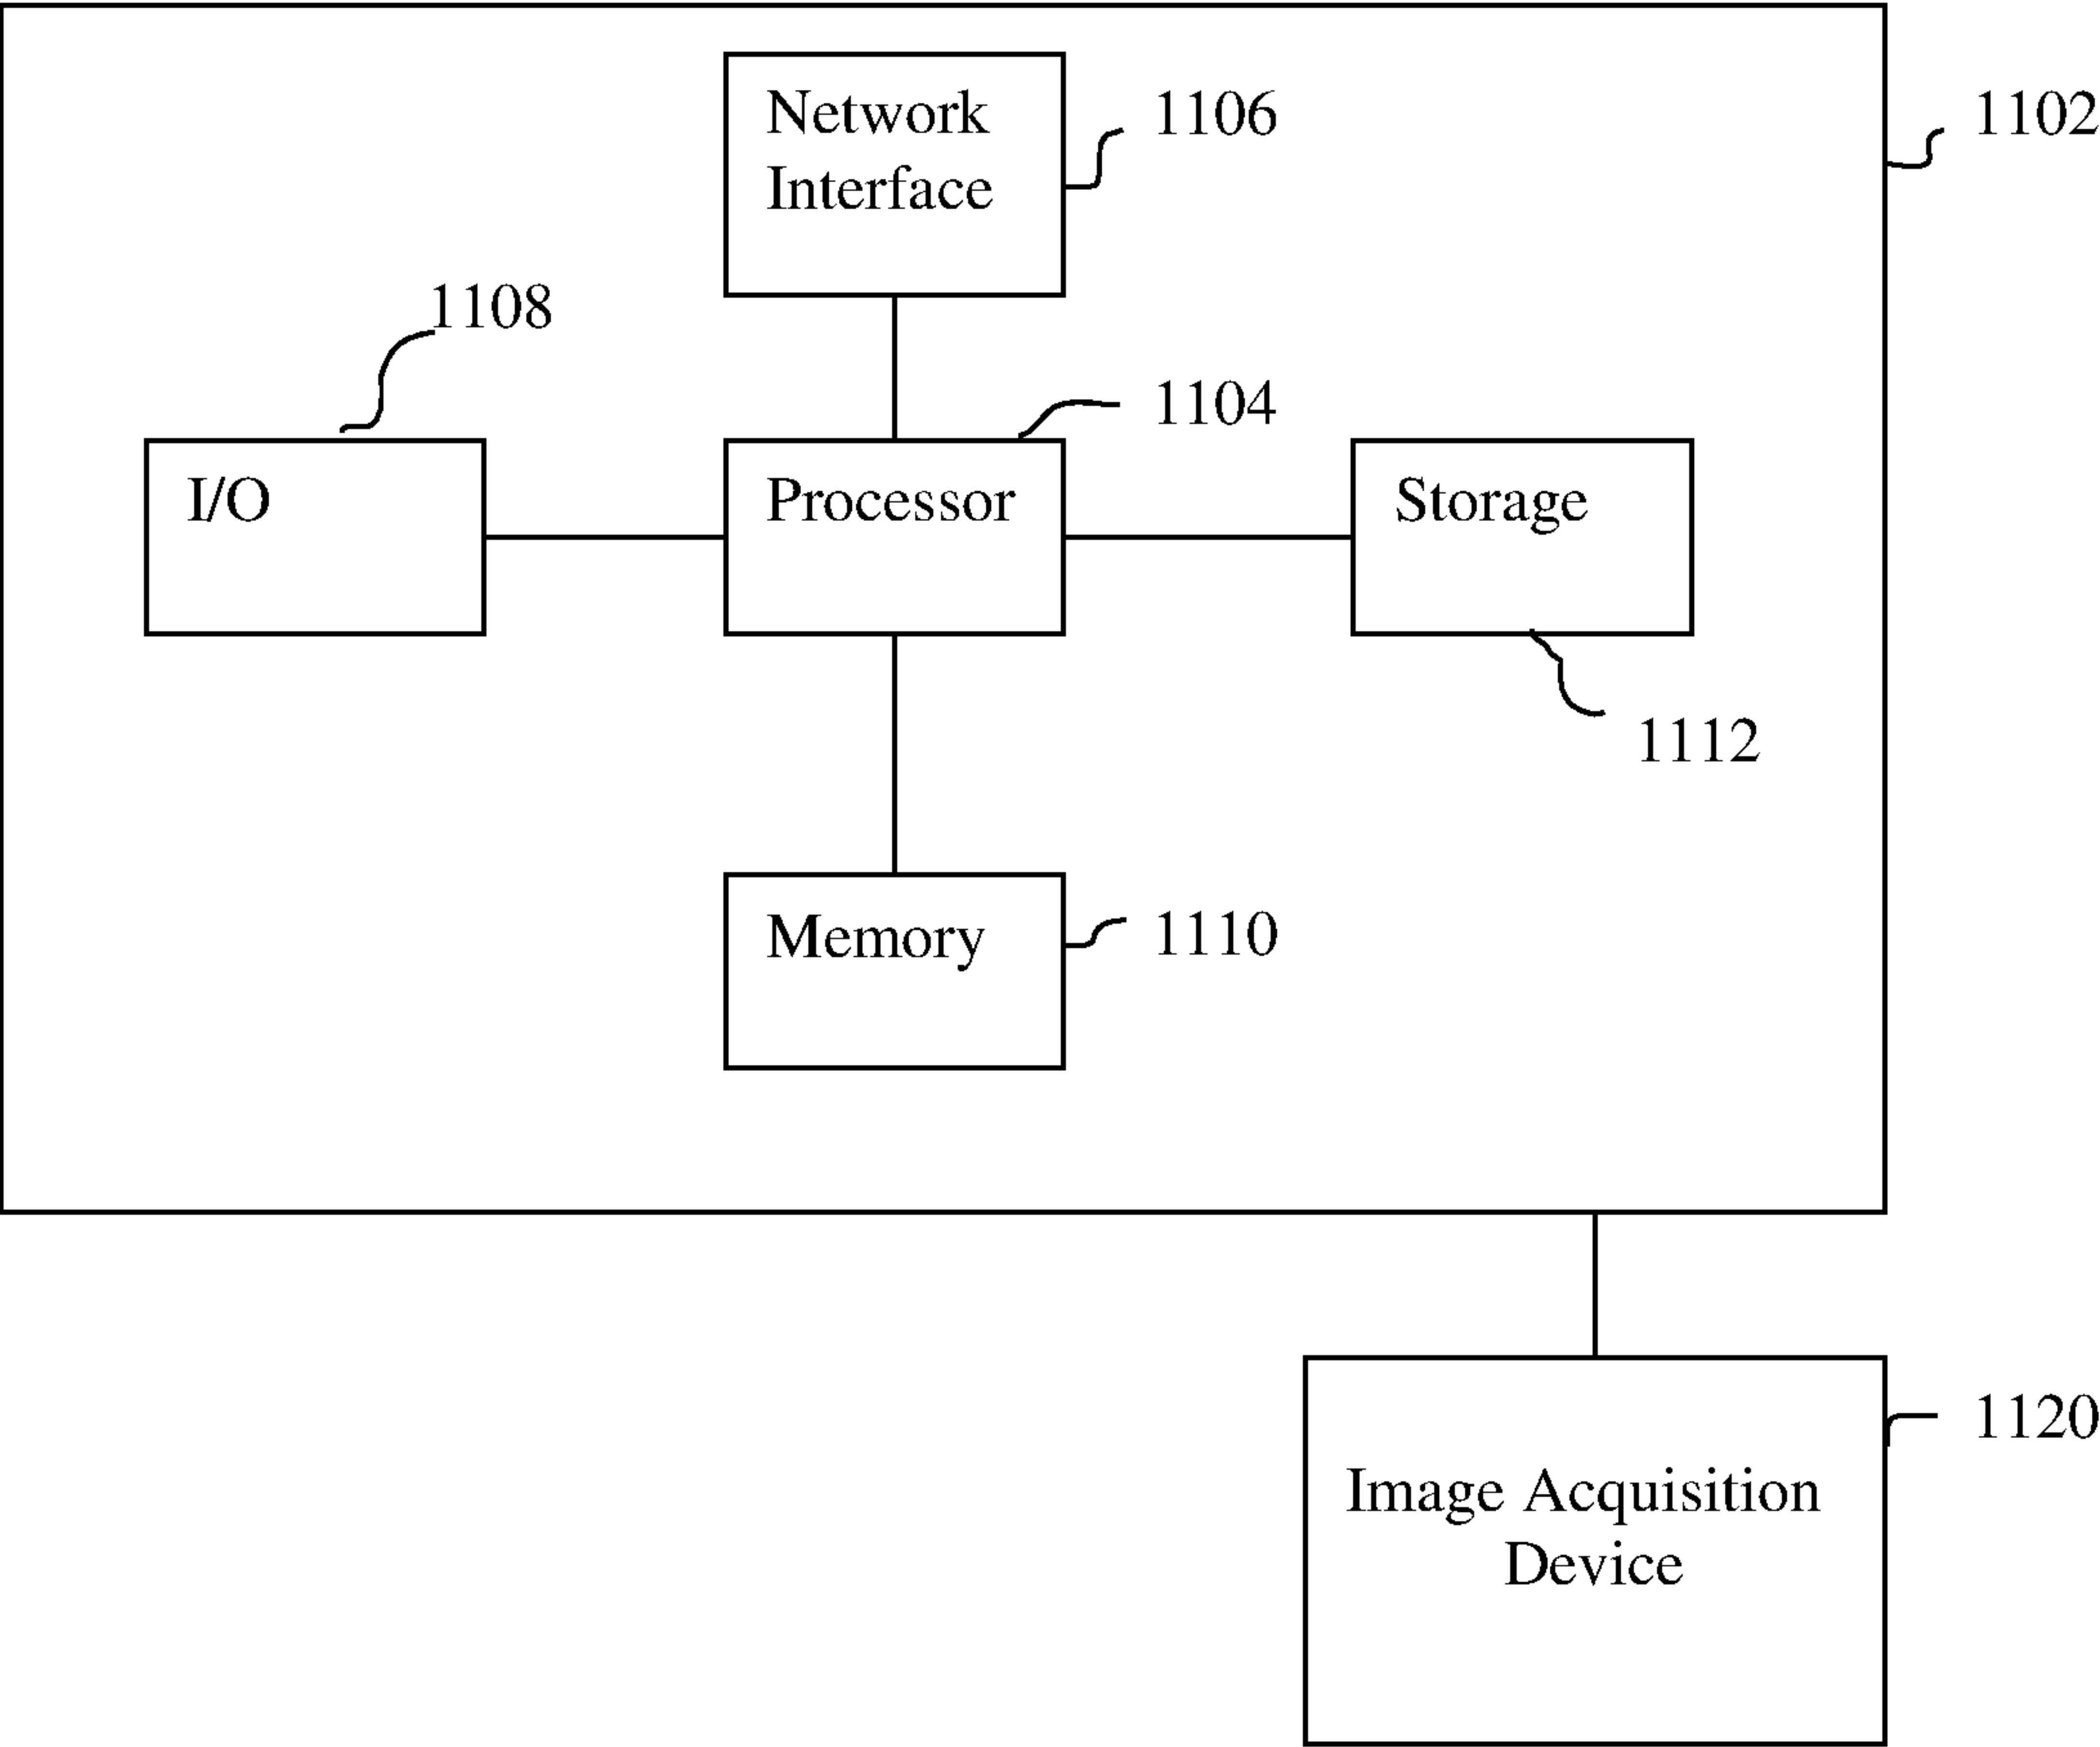 Network
Interface
1106
1102
1108
1104
I/O
Processor
Storage
1112
Memory
1110
1120
Image Acquisition
Device